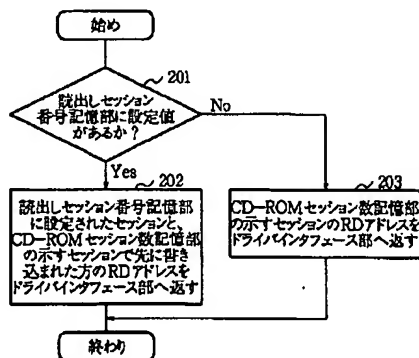 始め
201
読出しセッション
番号記憶部に設定値
があるか？
No
Yes
202
読出しセッション番号記憶部
に設定されたセッションと、
CD-ROMセッション数記憶部
の示すセッションで先に書き
込まれた方のRDアドレスを
ドライバインタフェース部へ返す
203
CD-ROMセッション数記憶部
の示すセッションのRDアドレスを
ドライバインタフェース部へ返す
終わり